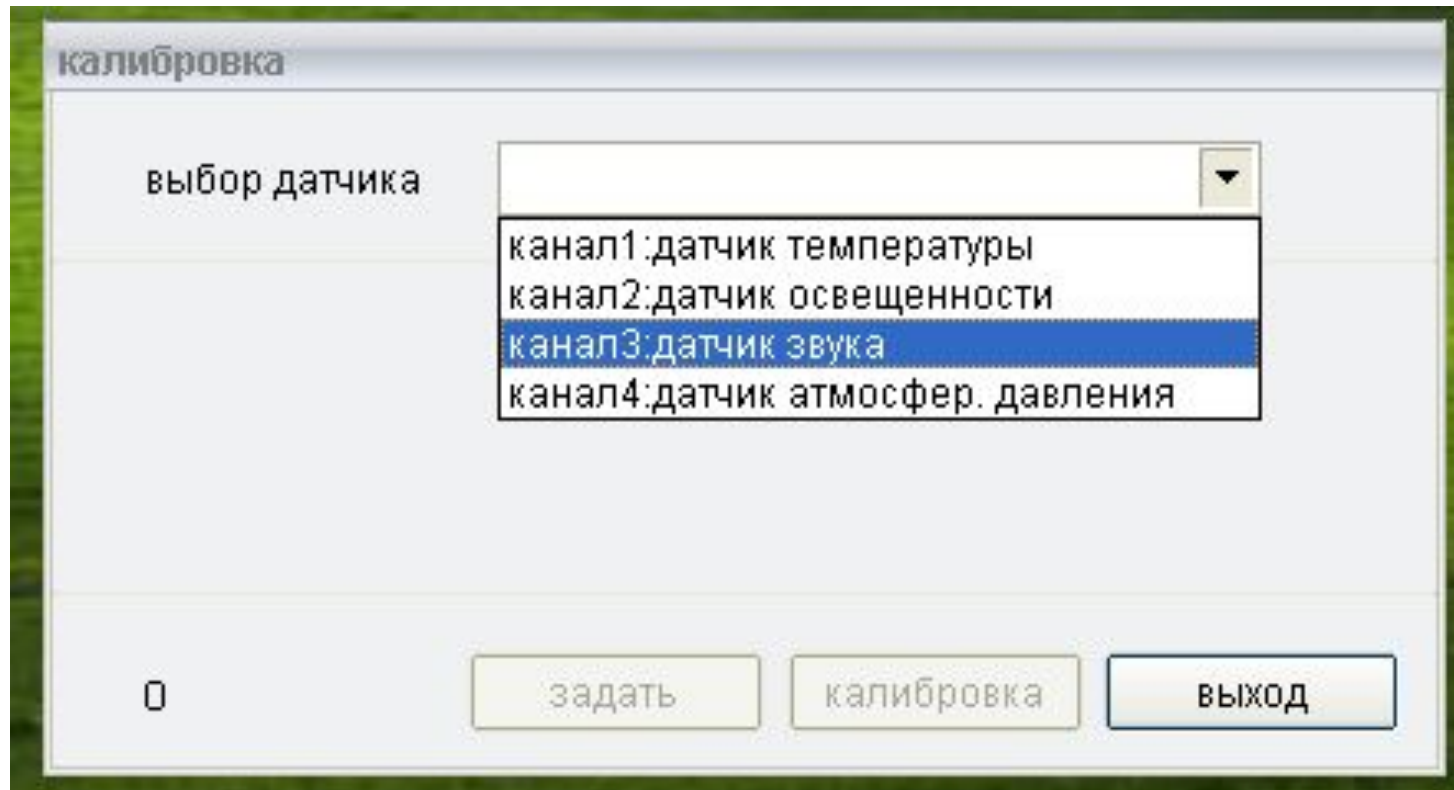 калибровка
выбор датчика
канал1:датчик температуры
канал2:датчик освещенности
канал3:датчик звука
канал4:датчик атмосфер. давления
0 задать калибровка выход